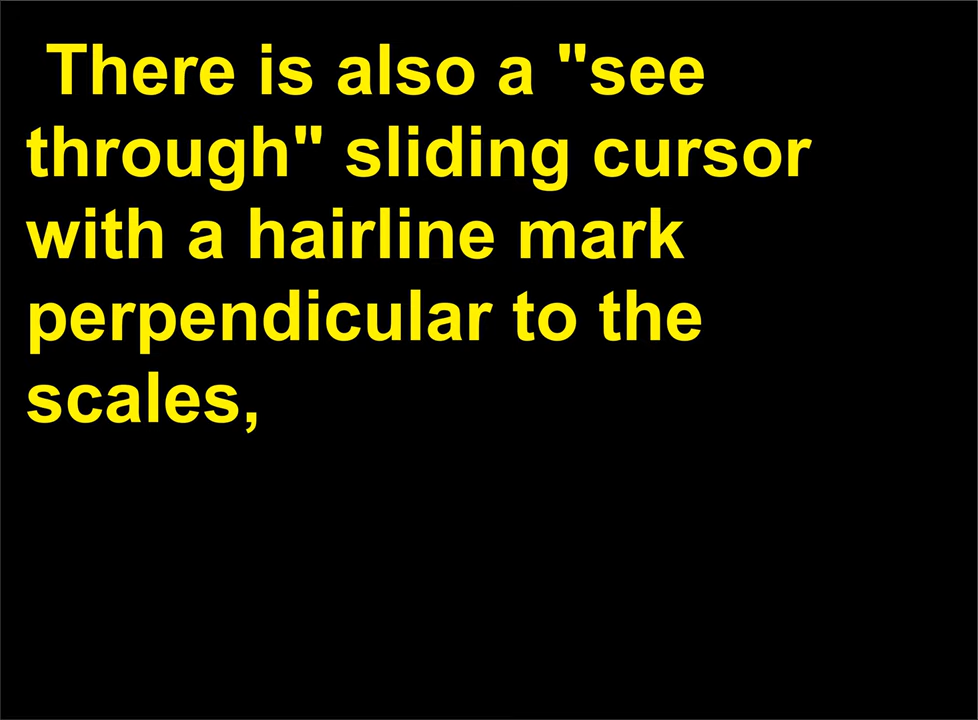 There is also a "see
through" sliding cursor
with a hairline mark
perpendicular to the
scales,